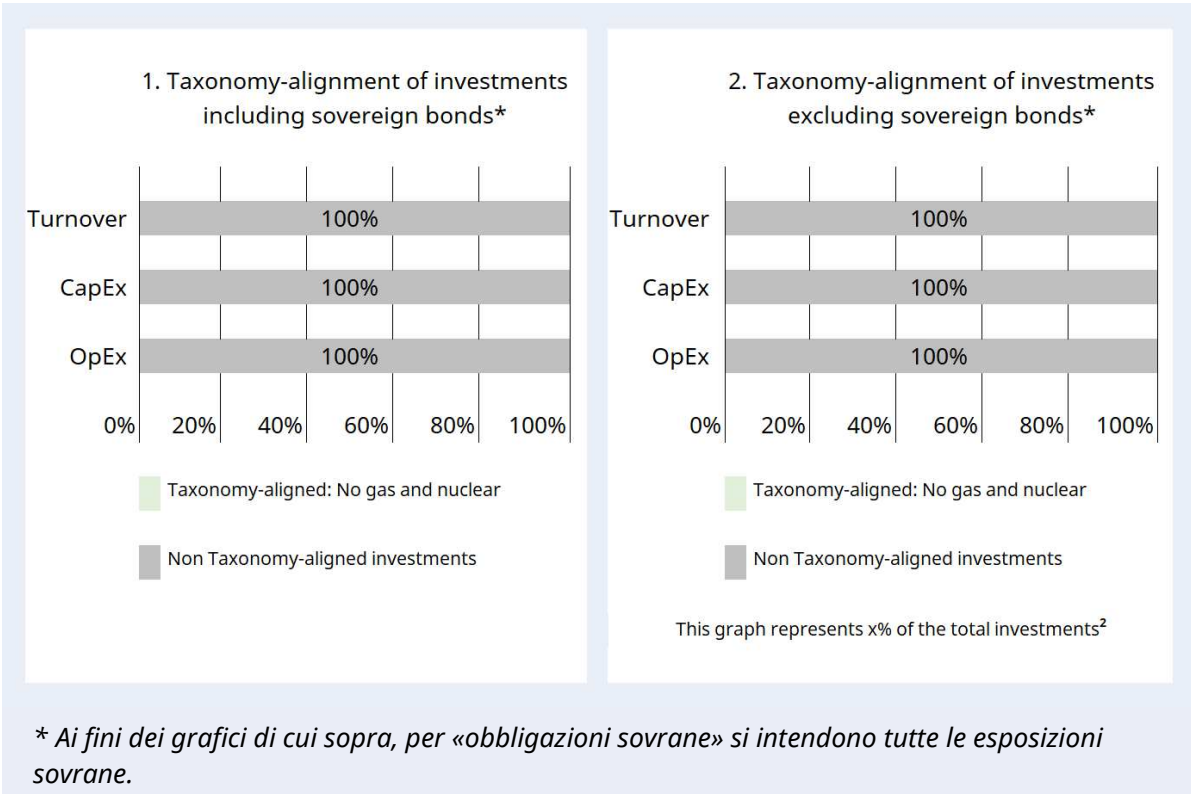 1. Taxonomy-alignment of investments
including sovereign bonds*
Turnover 100%
CapEx 100%
OpEx 100%
0% 20% 40% 60% 80% 100%
Taxonomy-aligned: No gas and nuclear
Non Taxonomy-aligned investments
2. Taxonomy-alignment of investments
excluding sovereign bonds*
Turnover 100%
CapEx 100%
OpEx 100%
0% 20% 40% 60% 80% 100%
Taxonomy-aligned: No gas and nuclear
Non Taxonomy-aligned investments
This graph represents x% of the total investments²
* Ai fini dei grafici di cui sopra, per «obbligazioni sovrane» si intendono tutte le esposizioni
sovrane.